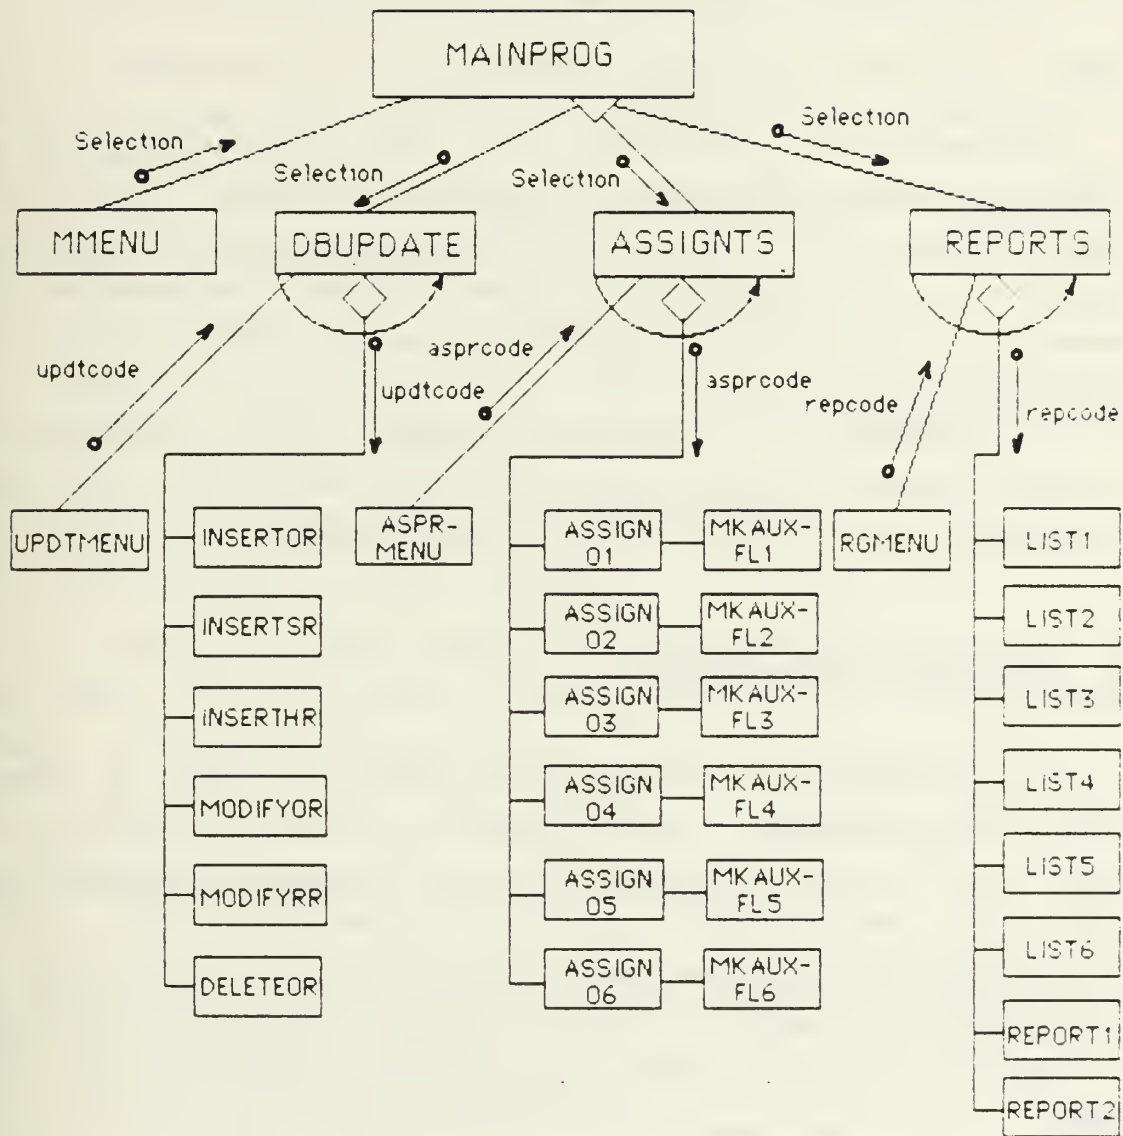 MAINPROG
Selection
Selection
Selection
Selection
MMENU
DBUPDATE
ASSIGNTS
REPORTS
updtcode
updtcode
asprcode
asprcode
repcode
repcode
UPDTMENU
INSERTOR
INSERTSR
INSERTHR
MODIFYOR
MODIFYRR
DELETEOR
ASPR-
MENU
ASSIGN
01
MKAUX-
FL1
ASSIGN
02
MKAUX-
FL2
ASSIGN
03
MKAUX-
FL3
ASSIGN
04
MKAUX-
FL4
ASSIGN
05
MKAUX-
FL5
ASSIGN
06
MKAUX-
FL6
RGMENU
LIST1
LIST2
LIST3
LIST4
LIST5
LIST6
REPORT1
REPORT2